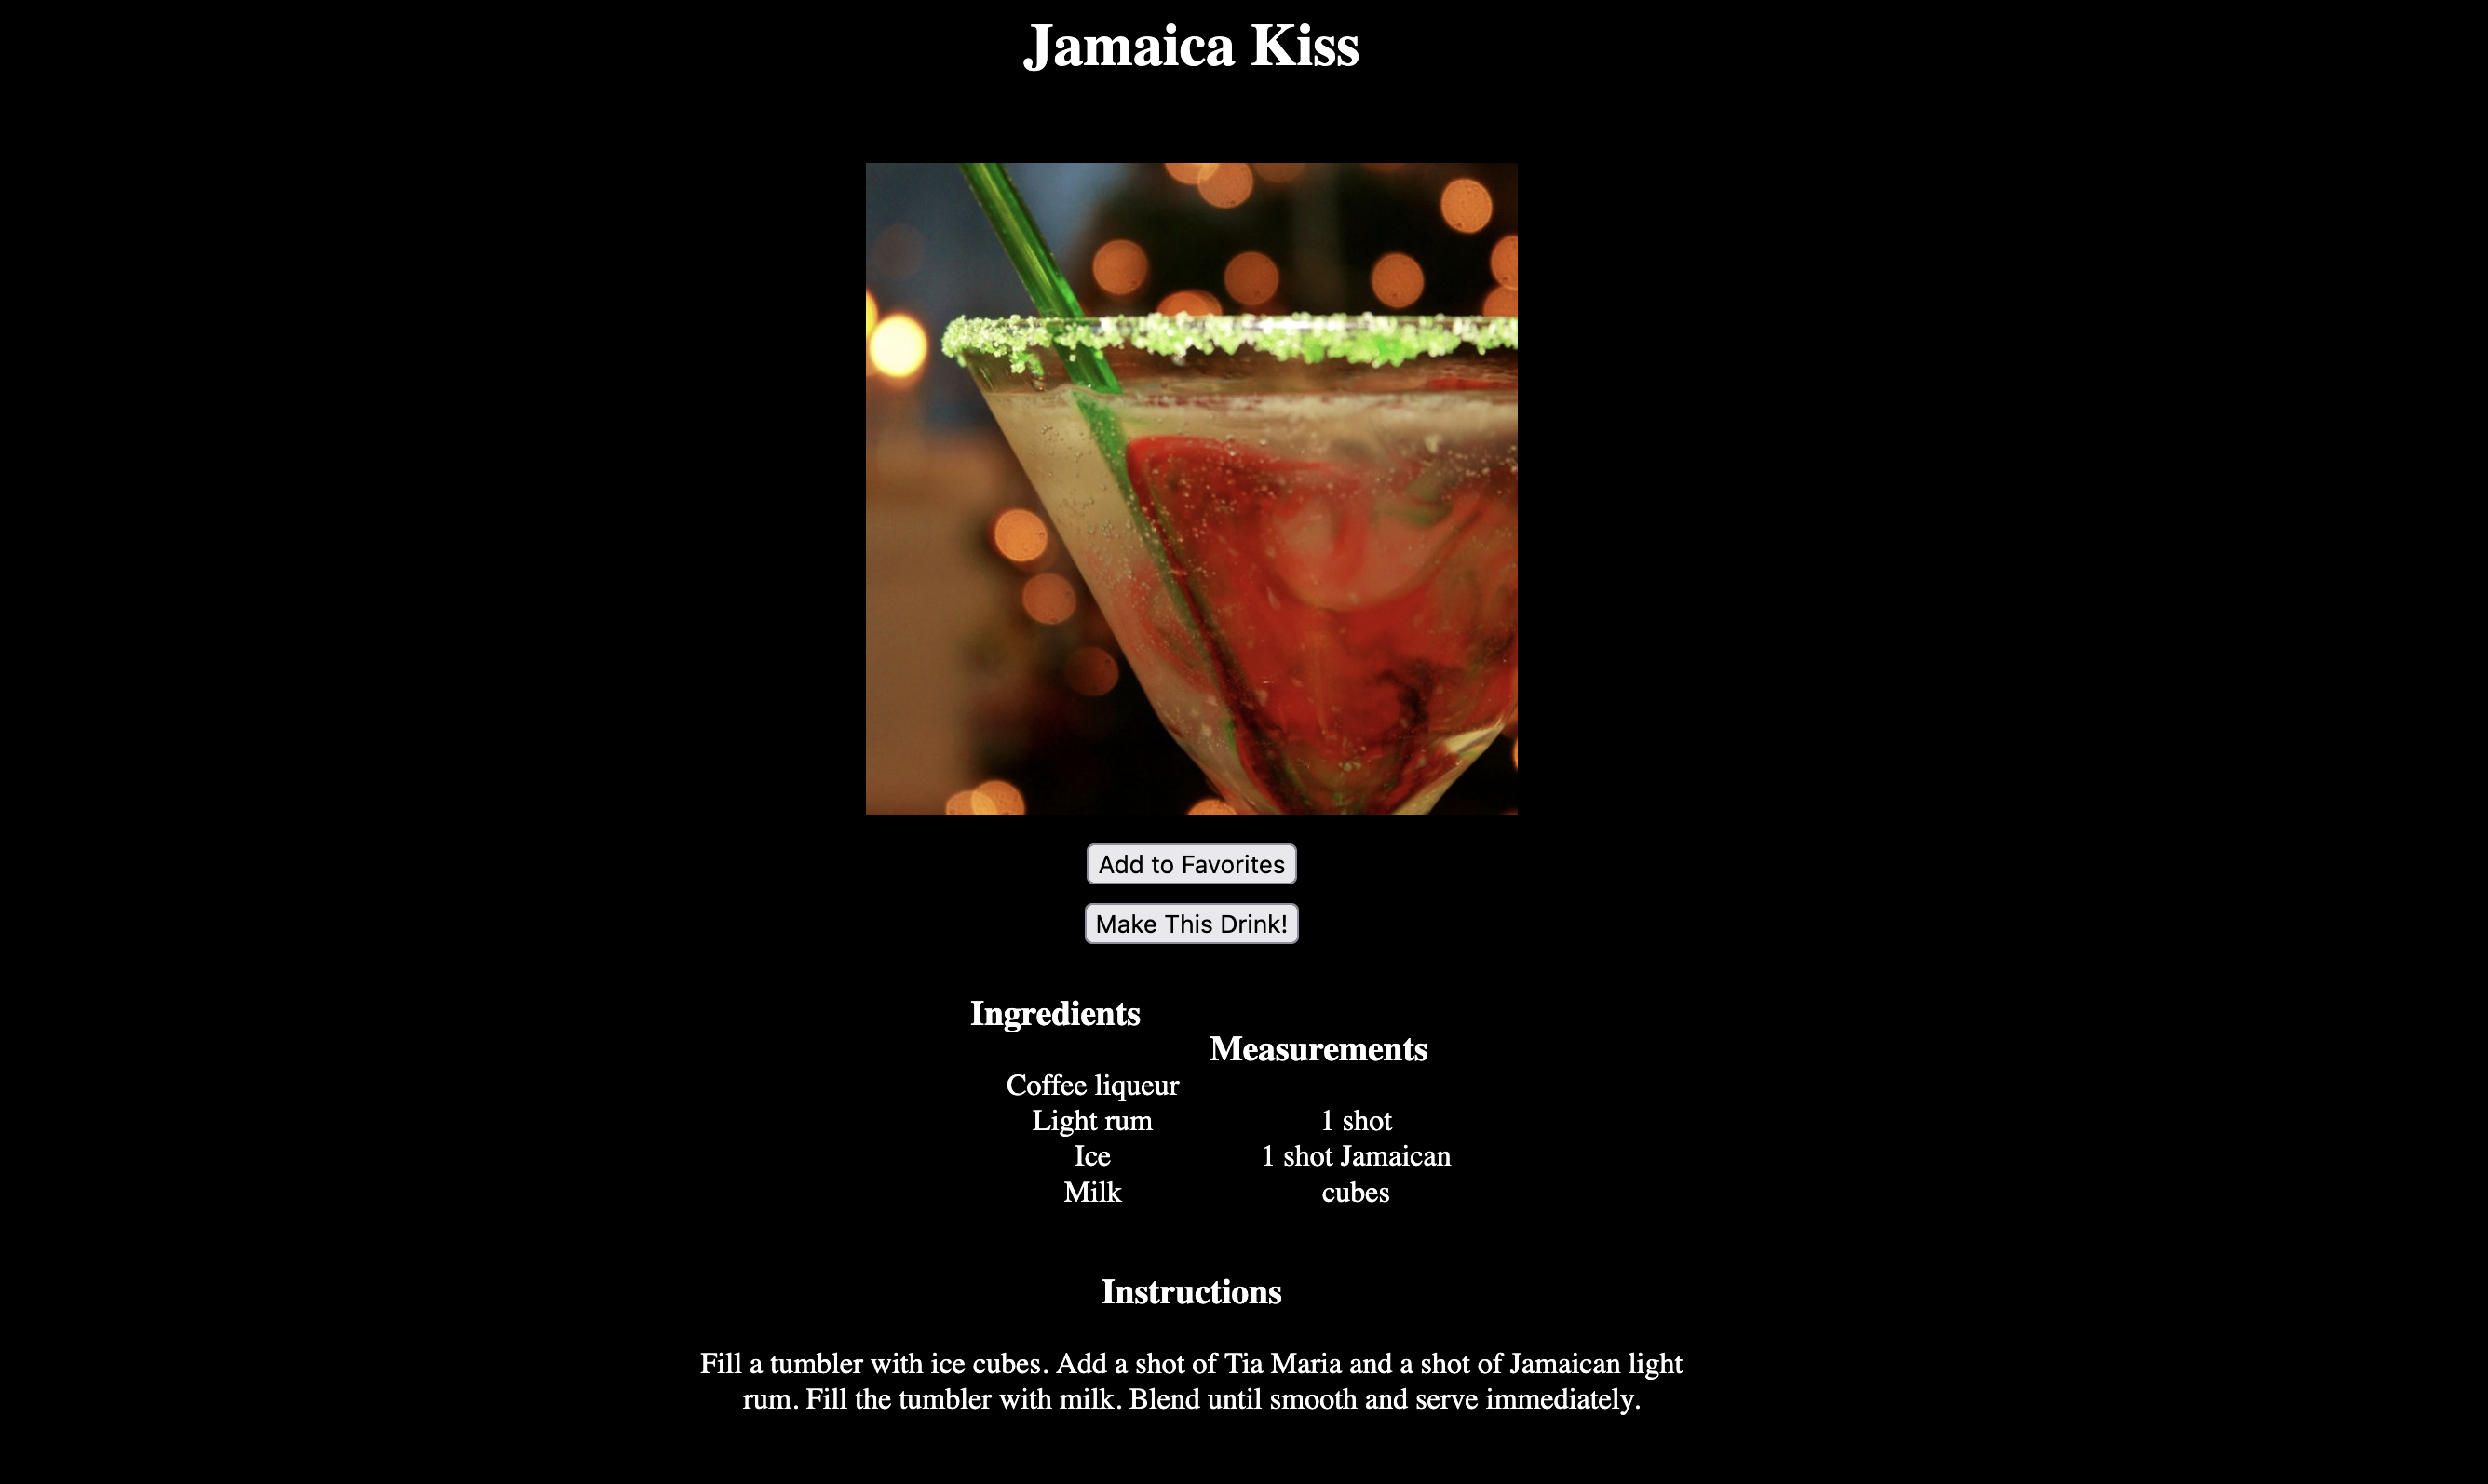 Jamaica Kiss
Add to Favorites
Make This Drink!
Ingredients
Measurements
Coffee liqueur
Light rum
Ice
Milk
1 shot
1 shot Jamaican
cubes
Instructions
Fill a tumbler with ice cubes. Add a shot of Tia Maria and a shot of Jamaican light
rum. Fill the tumbler with milk. Blend until smooth and serve immediately.